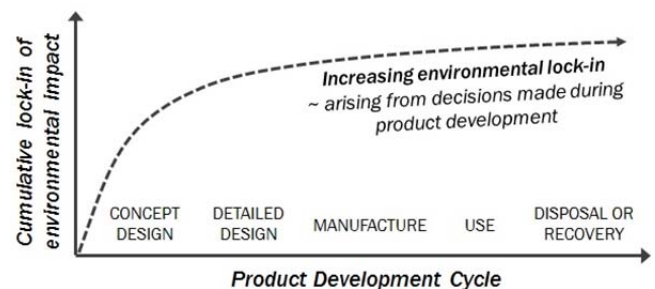 Cumulative lock-in of
environmental impact
Increasing environmental lock-in
~ arising from decisions made during
product development
CONCEPT
DESIGN
DETAILED
DESIGN
MANUFACTURE
USE
DISPOSAL OR
RECOVERY
Product Development Cycle